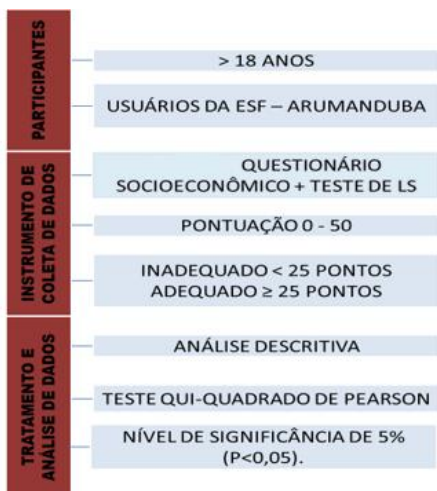 PARTICIPANTES
> 18 ANOS
USUÁRIOS DA ESF – ARUMANDUBA
INSTRUMENTO DE
COLETA DE DADOS
QUESTIONÁRIO
SOCIOECONÔMICO + TESTE DE LS
PONTUAÇÃO 0 - 50
INADEQUADO < 25 PONTOS
ADEQUADO ≥ 25 PONTOS
TRATAMENTO E
ANÁLISE DE DADOS
ANÁLISE DESCRITIVA
TESTE QUI-QUADRADO DE PEARSON
NÍVEL DE SIGNIFICÂNCIA DE 5%
(P<0,05).